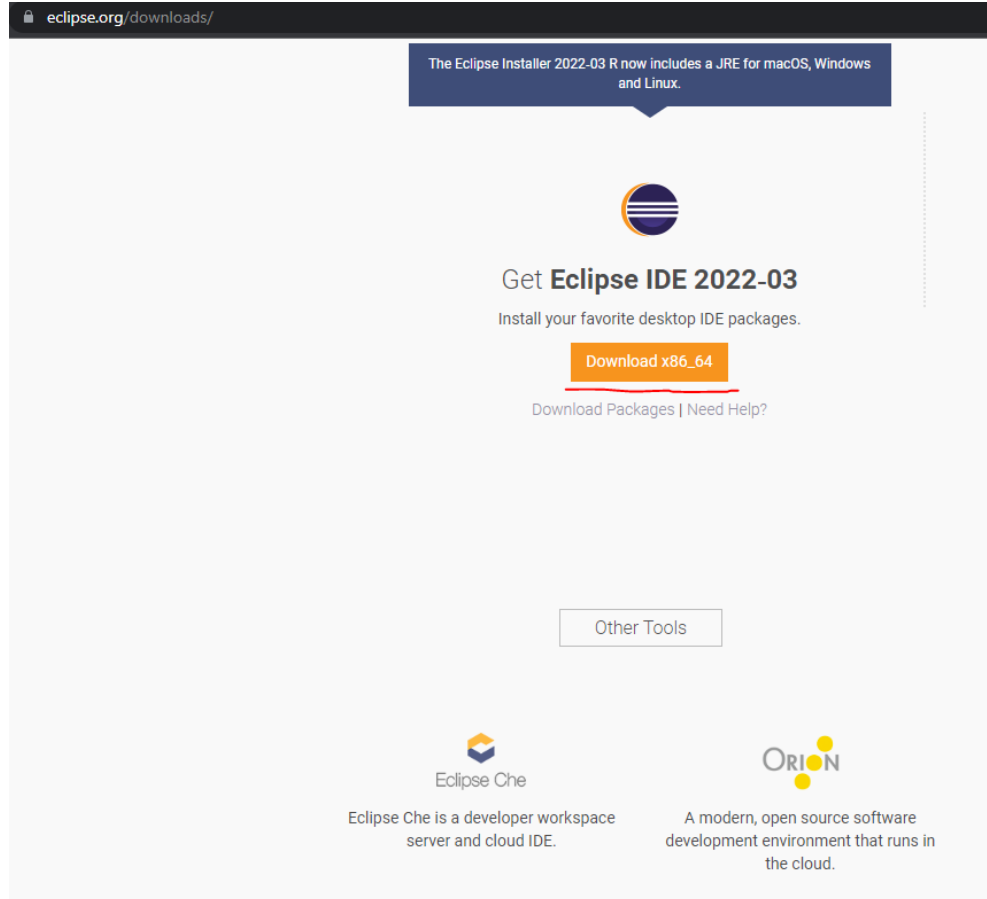 eclipse.org/downloads/
The Eclipse Installer 2022-03 R now includes a JRE for macOS, Windows
and Linux.
Get Eclipse IDE 2022-03
Install your favorite desktop IDE packages.
Download x86_64
Download Packages | Need Help?
Other Tools
Eclipse Che
Eclipse Che is a developer workspace
server and cloud IDE.
ORION
A modern, open source software
development environment that runs in
the cloud.